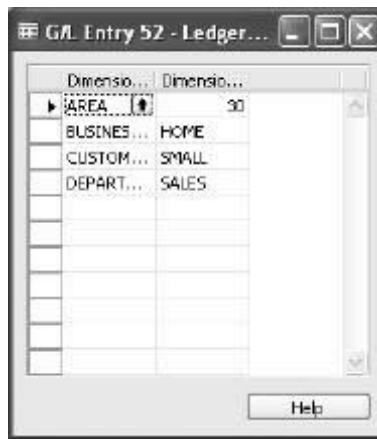 G/L Entry 52 - Ledger...
Dimensio... Dimensio...
AREA 30
BUSINES... HOME
CUSTOM... SMALL
DEPART... SALES
Help